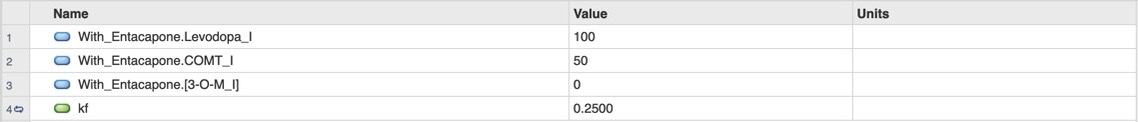 Name Value Units
1 With_Entacapone.Levodopa_I 100
2 With_Entacapone.COMT_I 50
3 With_Entacapone.[3-O-M_I] 0
4 kf 0.2500